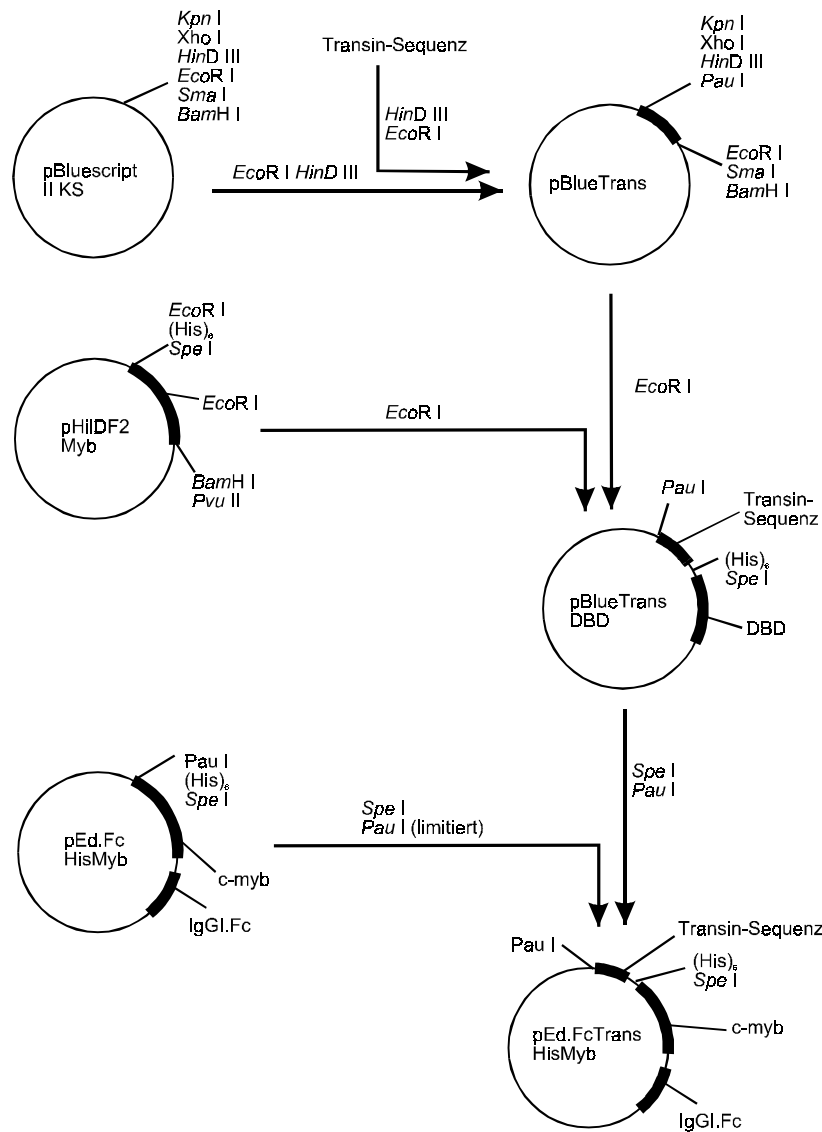 Kpn I
Xho I
HinD III
EcoR I
Sma I
BamH I
pBluescript
II KS
Transin-Sequenz
HinD III
EcoR I
EcoR I HinD III
Kpn I
Xho I
HinD III
Pau I
pBlueTrans
EcoR I
Sma I
BamH I
EcoR I
(His)6
Spe I
EcoR I
pHilDF2
Myb
BamH I
Pvu II
EcoR I
EcoR I
Pau I
Transin-
Sequenz
(His)6
Spe I
pBlueTrans
DBD
DBD
Pau I
(His)6
Spe I
pEd.Fc
HisMyb
c-myb
IgGI.Fc
Spe I
Pau I (limitiert)
Spe I
Pau I
Pau I
Transin-Sequenz
(His)6
Spe I
pEd.FcTrans
HisMyb
c-myb
IgGI.Fc